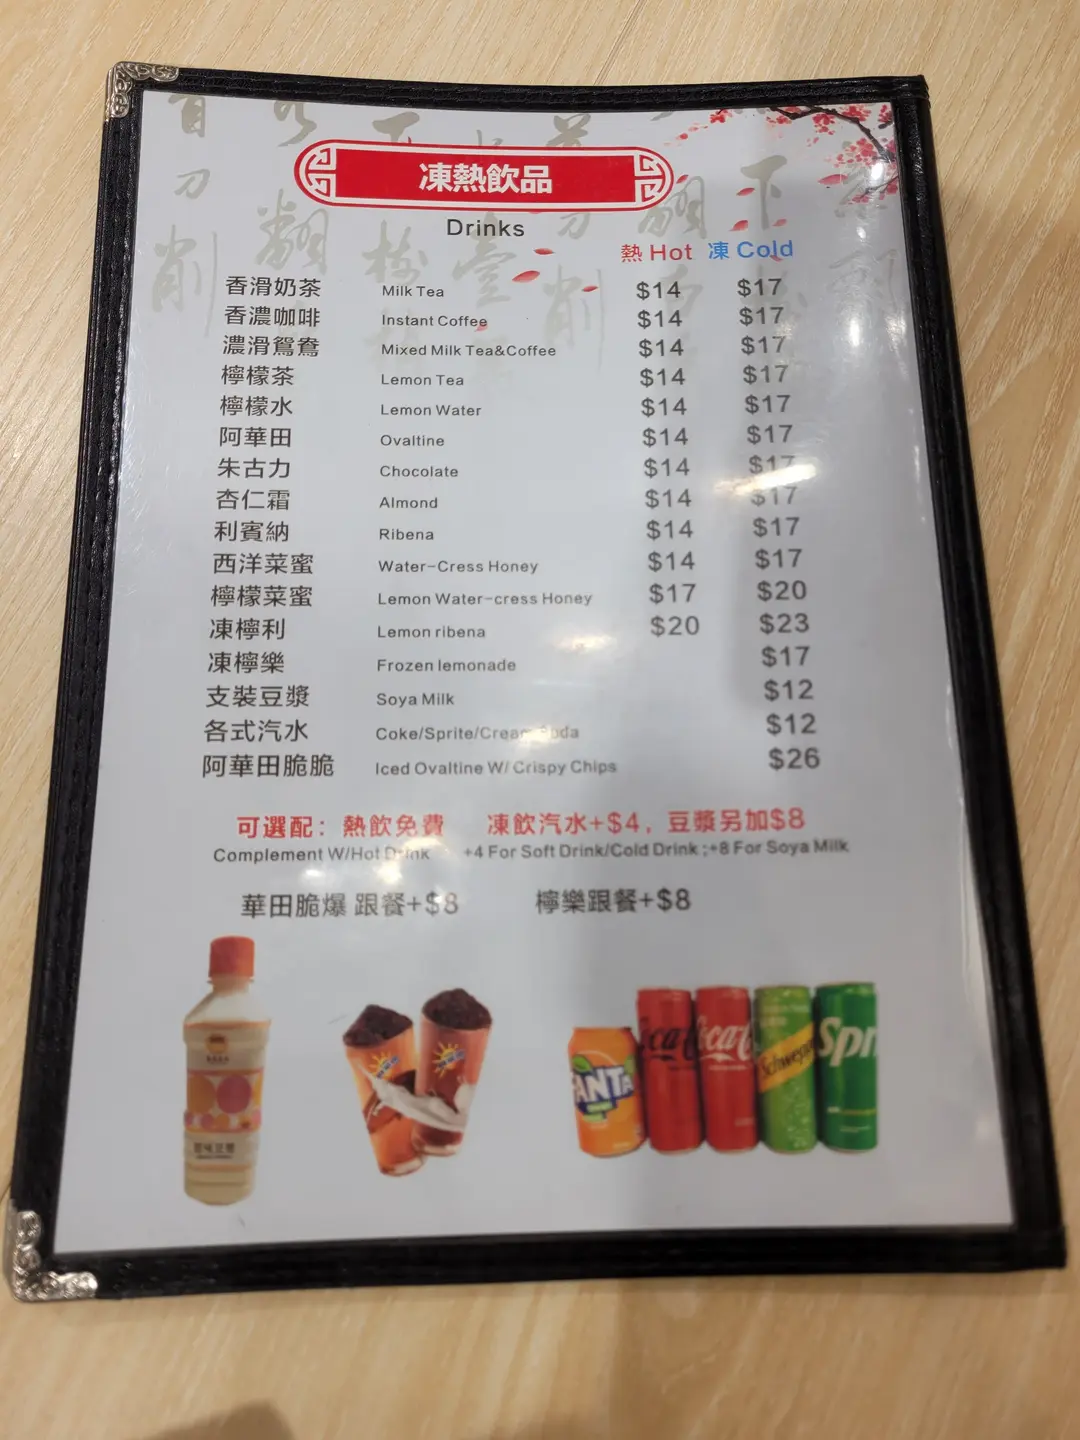 凍熱飲品
Drinks
熱 Hot 凍 Cold
香滑奶茶 Milk Tea $14 $17
香濃咖啡 Instant Coffee $14 $17
濃滑鴛鴦 Mixed Milk Tea&Coffee $14 $17
檸檬茶 Lemon Tea $14 $17
檸檬水 Lemon Water $14 $17
阿華田 Ovaltine $14 $17
朱古力 Chocolate $14 $17
杏仁霜 Almond $14 $17
利賓納 Ribena $14 $17
西洋菜蜜 Water-Cress Honey $14 $17
檸檬菜蜜 Lemon Water-cress Honey $17 $20
凍檸利 Lemon ribena $20 $23
凍檸樂 Frozen lemonade $17
支裝豆漿 Soya Milk $12
各式汽水 Coke/Sprite/Cream Soda $12
阿華田脆脆 Iced Ovaltine W/ Crispy Chips $26
可選配：熱飲免費 凍飲汽水+$4，豆漿另加$8
Complement W/Hot Drink +4 For Soft Drink/Cold Drink ;+8 For Soya Milk
華田脆爆 跟餐+$8 檸樂跟餐+$8
FANTA
Schweppes
Spr